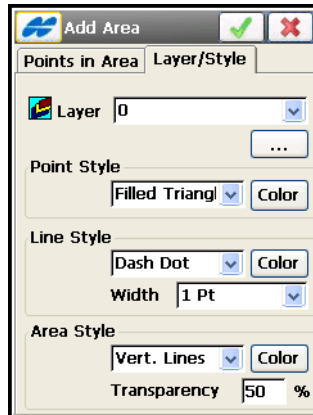 Add Area
Points in Area Layer/Style
Layer 0
...
Point Style
Filled Triangl Color
Line Style
Dash Dot Color
Width 1 Pt
Area Style
Vert. Lines Color
Transparency 50 %